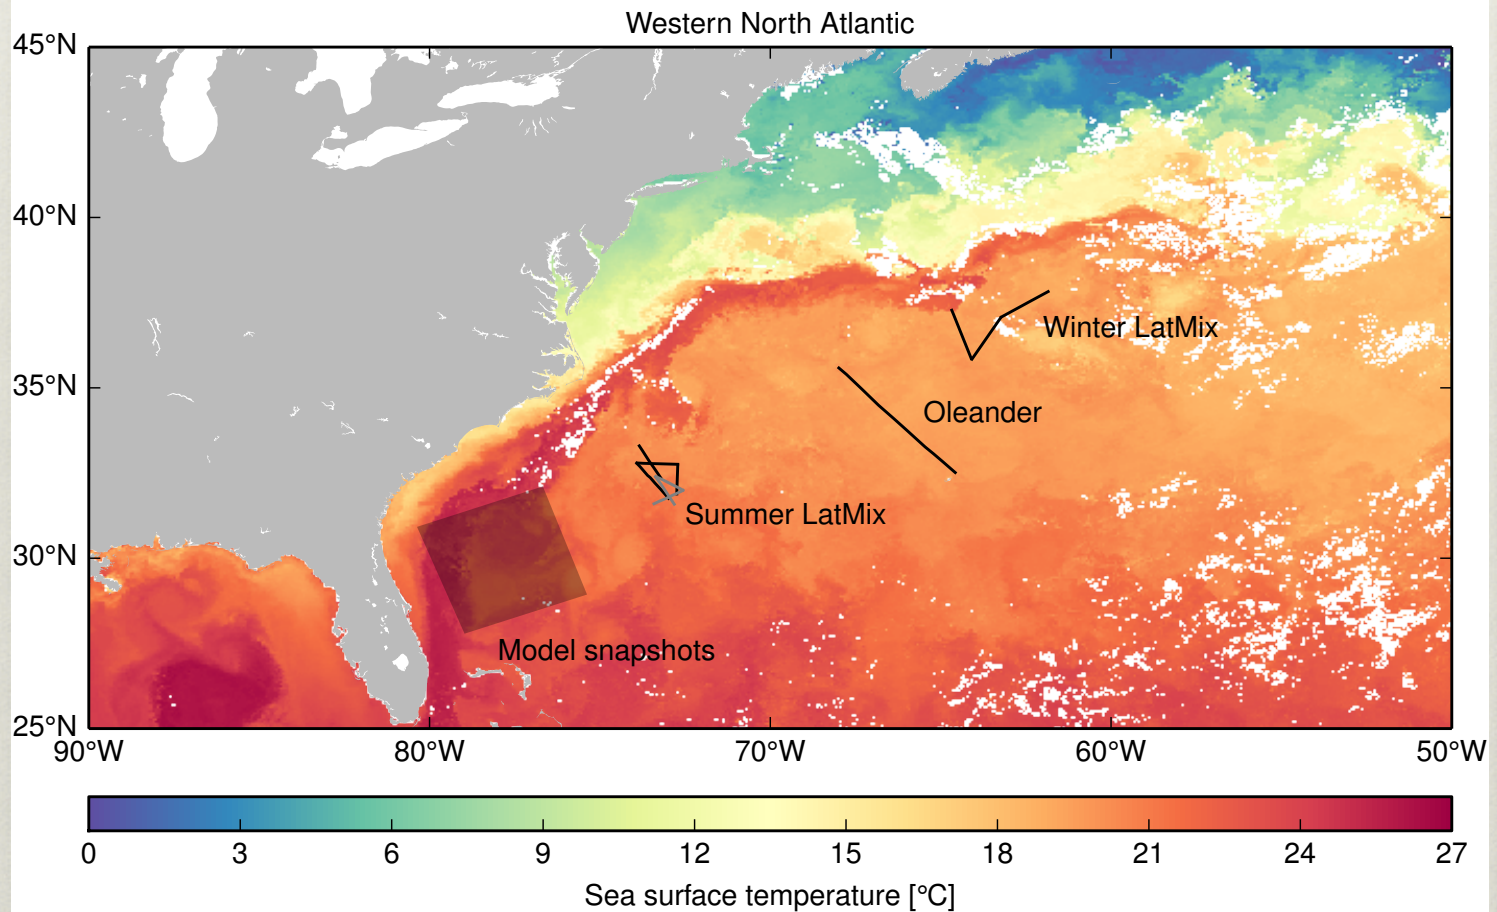 Western North Atlantic
45°N
40°N
35°N
30°N
25°N
Winter LatMix
Oleander
Summer LatMix
Model snapshots
90°W 80°W 70°W 60°W 50°W
0 3 6 9 12 15 18 21 24 27
Sea surface temperature [°C]